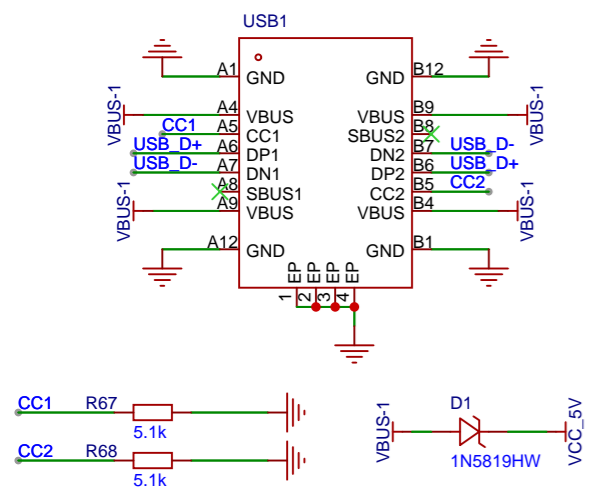 USB1
A1 GND GND B12
VBUS-1 A4 VBUS VBUS B9 VBUS-1
CC1 A5 CC1 SBUS2 B8
USB_D+ A6 DP1 DN2 B7 USB_D-
USB_D- A7 DN1 DP2 B6 USB_D+
A8 SBUS1 CC2 B5 CC2
VBUS-1 A9 VBUS VBUS B4 VBUS-1
A12 GND GND B1
EP EP EP EP
1 2 3 4
CC1 R67
5.1k
CC2 R68
5.1k
D1
VBUS-1 VCC_5V
1N5819HW